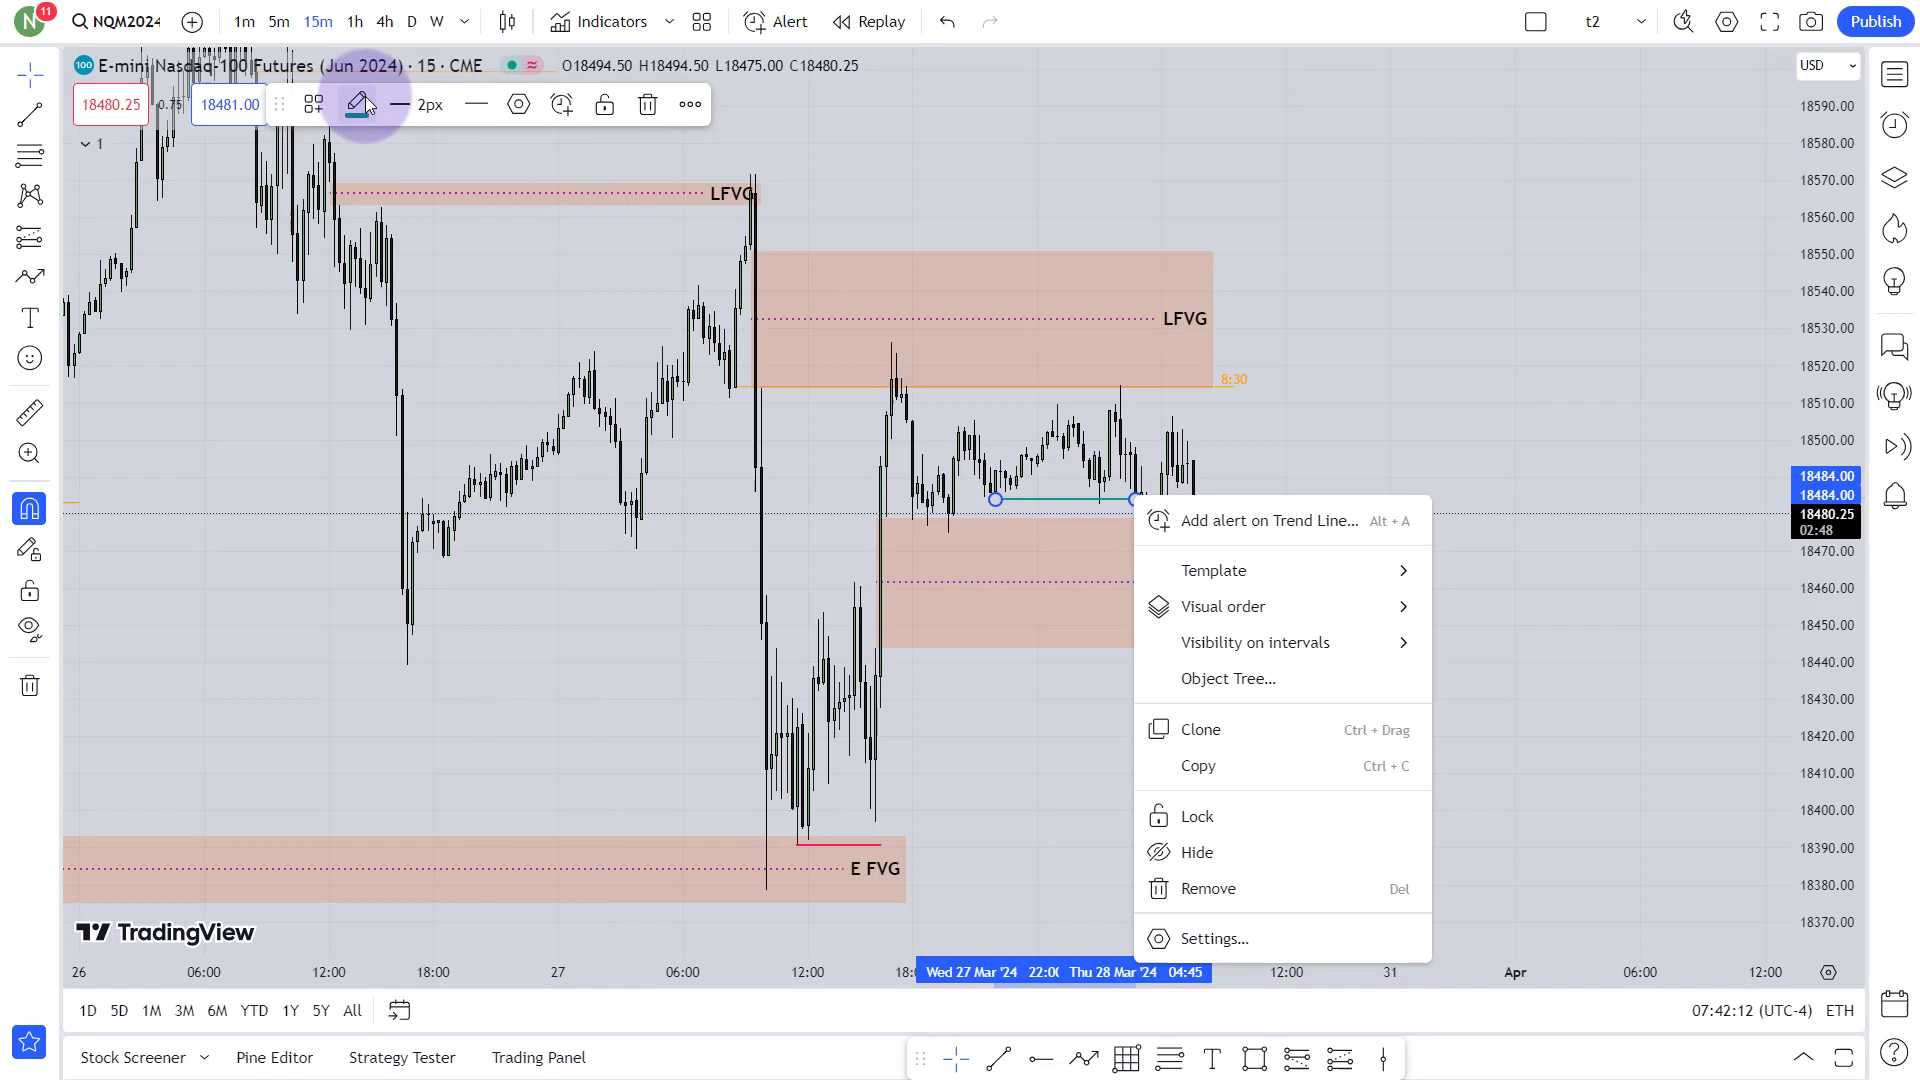 N
11
NQM2024
1m 5m 15m 1h 4h D W
Indicators
Alert
Replay
t2
Publish
100
E-mini Nasdaq-100 Futures (Jun 2024) · 15 · CME
O18494.50 H18494.50 L18475.00 C18480.25
USD
18480.25
0.75
18481.00
2px
1
LFVG
LFVG
8:30
E FVG
18590.00
18580.00
18570.00
18560.00
18550.00
18540.00
18530.00
18520.00
18510.00
18500.00
18484.00
18484.00
18480.25
02:48
18470.00
18460.00
18450.00
18440.00
18430.00
18420.00
18410.00
18400.00
18390.00
18380.00
18370.00
Add alert on Trend Line... Alt + A
Template
Visual order
Visibility on intervals
Object Tree...
Clone Ctrl + Drag
Copy Ctrl + C
Lock
Hide
Remove Del
Settings...
TradingView
26 06:00 12:00 18:00 27 06:00 12:00 Wed 27 Mar '24 Thu 28 Mar '24 04:45 12:00 31 Apr 06:00 12:00
1D 5D 1M 3M 6M YTD 1Y 5Y All
07:42:12 (UTC-4) ETH
Stock Screener Pine Editor Strategy Tester Trading Panel